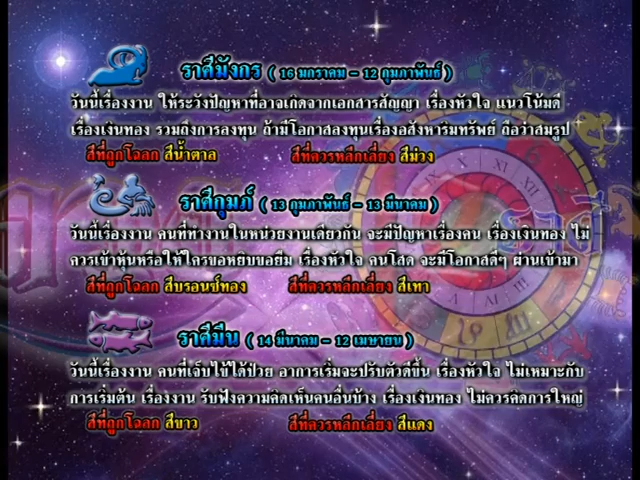 ราศีมังกร ( 16 มกราคม - 12 กุมภาพันธ์ )
วันนี้เรื่องงาน ให้ระวังปัญหาที่อาจเกิดจากเอกสารสัญญา เรื่องหัวใจ แนวโน้มดี
เรื่องเงินทอง รวมถึงการลงทุน ถ้ามีโอกาสลงทุนเรื่องอสังหาริมทรัพย์ ถือว่าสมรูป
สีที่ถูกโฉลก สีน้ำตาล สีที่ควรหลีกเลี่ยง สีม่วง
ราศีกุมภ์ ( 13 กุมภาพันธ์ - 13 มีนาคม )
วันนี้เรื่องงาน คนที่ทำงานในหน่วยงานเดียวกัน จะมีปัญหาเรื่องคน เรื่องเงินทอง ไม่
ควรเข้าหุ้นหรือให้ใครขอหยิบขอยืม เรื่องหัวใจ คนโสด จะมีโอกาสดีๆ ผ่านเข้ามา
สีที่ถูกโฉลก สีบรอนซ์ทอง สีที่ควรหลีกเลี่ยง สีเทา
ราศีมีน ( 14 มีนาคม - 12 เมษายน )
วันนี้เรื่องงาน คนที่เจ็บไข้ได้ป่วย อาการเริ่มจะปรับตัวดีขึ้น เรื่องหัวใจ ไม่เหมาะกับ
การเริ่มต้น เรื่องงาน รับฟังความคิดเห็นคนอื่นบ้าง เรื่องเงินทอง ไม่ควรคิดการใหญ่
สีที่ถูกโฉลก สีขาว สีที่ควรหลีกเลี่ยง สีแดง